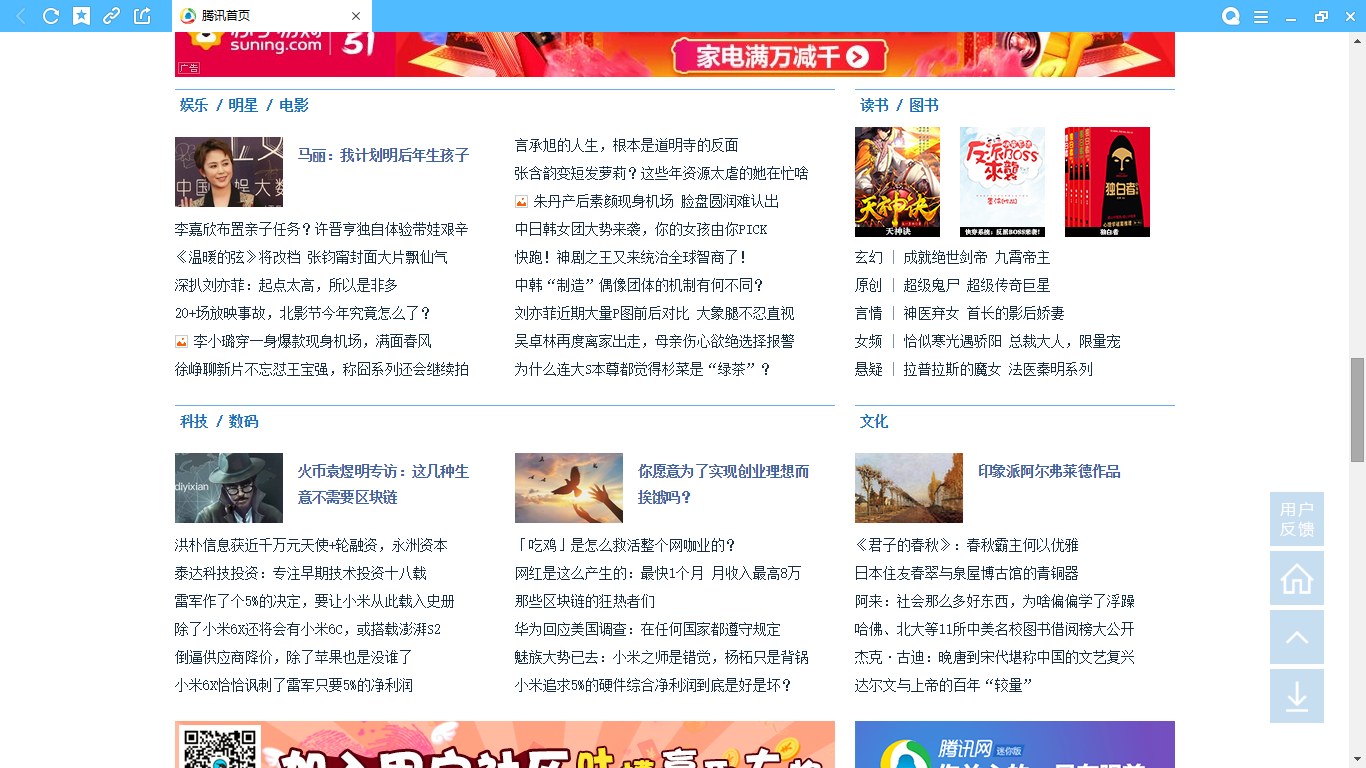 腾讯首页
suning.com
31
家电满万减千
广告
娱乐 / 明星 / 电影
马丽：我计划明后年生孩子
李嘉欣布置亲子任务？许晋亨独自体验带娃艰辛
《温暖的弦》将改档 张钧甯封面大片飘仙气
深扒刘亦菲：起点太高，所以是非多
20+场放映事故，北影节今年究竟怎么了？
李小璐穿一身爆款现身机场，满面春风
徐峥聊新片不忘怼王宝强，称囧系列还会继续拍
言承旭的人生，根本是道明寺的反面
张含韵变短发萝莉？这些年资源太虐的她在忙啥
朱丹产后素颜现身机场 脸盘圆润难认出
中日韩女团大势来袭，你的女孩由你PICK
快跑！神剧之王又来统治全球智商了！
中韩“制造”偶像团体的机制有何不同？
刘亦菲近期大量P图前后对比 大象腿不忍直视
吴卓林再度离家出走，母亲伤心欲绝选择报警
为什么连大S本尊都觉得杉菜是“绿茶”？
读书 / 图书
天神诀
天神诀
反派BOSS来袭
快穿系统：反派BOSS来袭!
独白者
独白者
玄幻 | 成就绝世剑帝 九霄帝主
原创 | 超级鬼尸 超级传奇巨星
言情 | 神医弃女 首长的影后娇妻
女频 | 恰似寒光遇骄阳 总裁大人，限量宠
悬疑 | 拉普拉斯的魔女 法医秦明系列
科技 / 数码
diyixian
火币袁煜明专访：这几种生
意不需要区块链
洪朴信息获近千万元天使+轮融资，永洲资本
泰达科技投资：专注早期技术投资十八载
雷军作了个5%的决定，要让小米从此载入史册
除了小米6X还将会有小米6C，或搭载澎湃S2
倒逼供应商降价，除了苹果也是没谁了
小米6X恰恰讽刺了雷军只要5%的净利润
你愿意为了实现创业理想而
挨饿吗？
「吃鸡」是怎么救活整个网咖业的？
网红是这么产生的：最快1个月 月收入最高8万
那些区块链的狂热者们
华为回应美国调查：在任何国家都遵守规定
魅族大势已去：小米之师是错觉，杨柘只是背锅
小米追求5%的硬件综合净利润到底是好是坏？
文化
印象派阿尔弗莱德作品
《君子的春秋》：春秋霸主何以优雅
日本住友春翠与泉屋博古馆的青铜器
阿来：社会那么多好东西，为啥偏偏学了浮躁
哈佛、北大等11所中美名校图书借阅榜大公开
杰克·古迪：晚唐到宋代堪称中国的文艺复兴
达尔文与上帝的百年“较量”
用户
反馈
腾讯网 迷你版